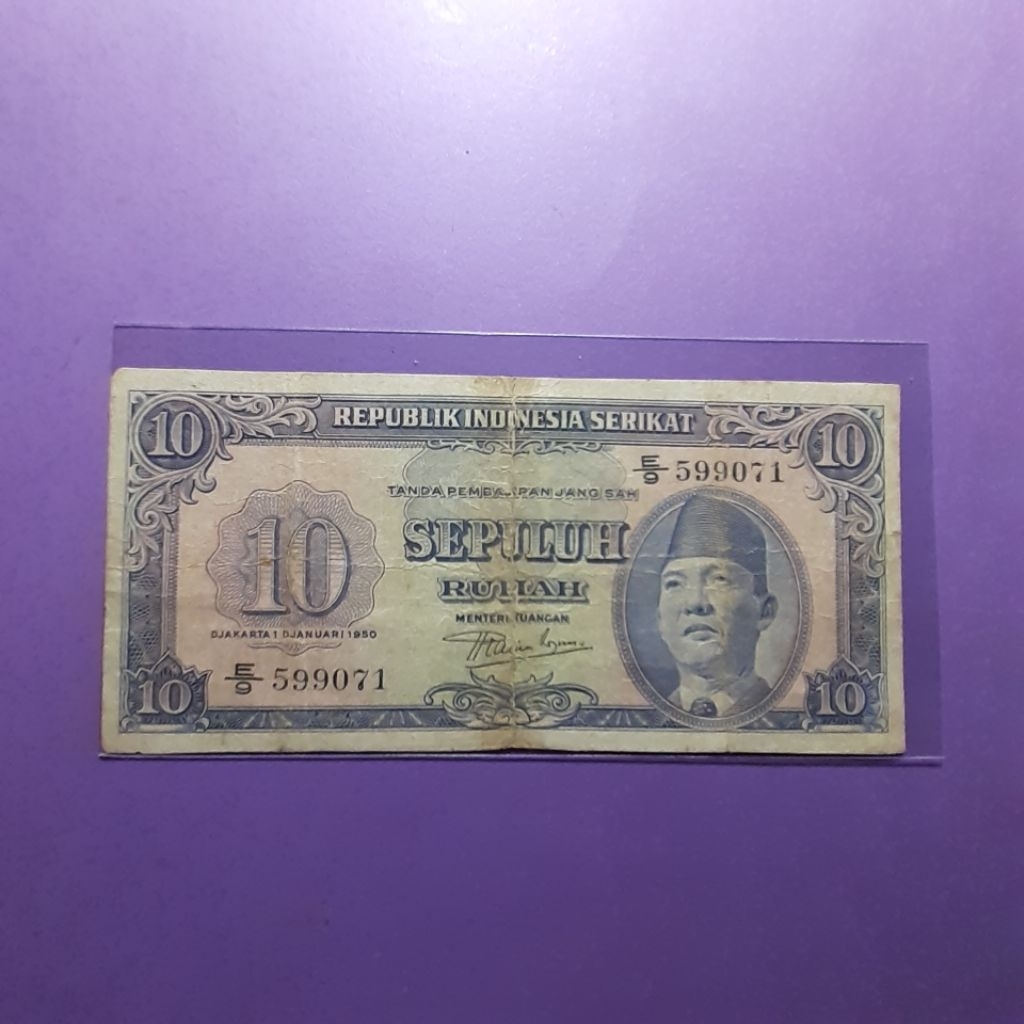 10 REPUBLIK INDONESIA SERIKAT 10
E/9 599071
TANDA PEMBAJARAN JANG SAH
SEPULUH
10
RUPIAH
MENTERI KEUANGAN
DJAKARTA 1 DJANUARI 1950
E/9 599071
10 10